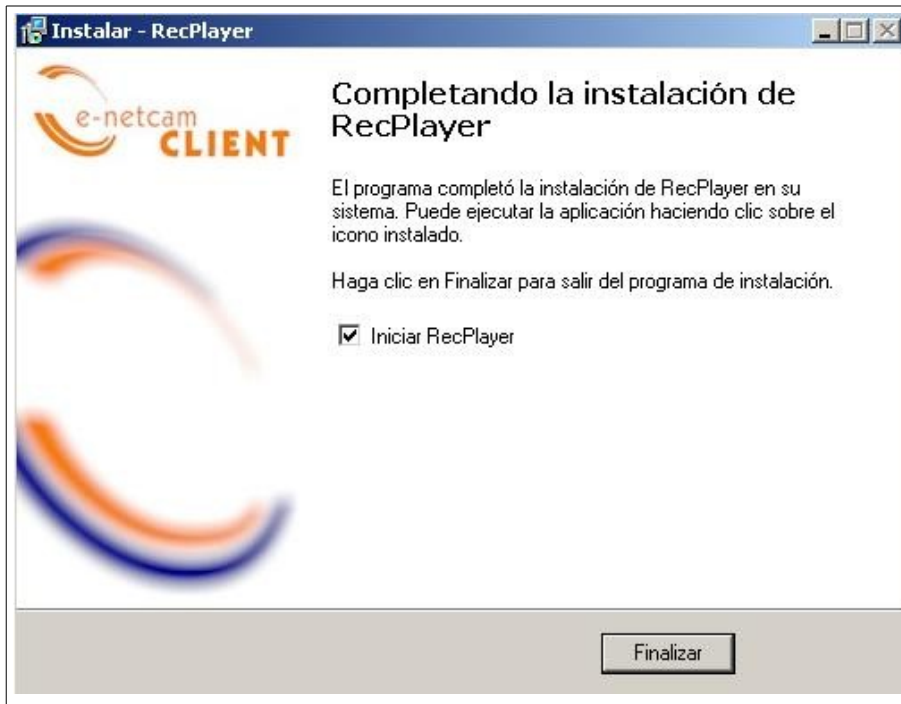 Instalar - RecPlayer
e-netcam
CLIENT
Completando la instalación de
RecPlayer
El programa completó la instalación de RecPlayer en su
sistema. Puede ejecutar la aplicación haciendo clic sobre el
icono instalado.
Haga clic en Finalizar para salir del programa de instalación.
Iniciar RecPlayer
Finalizar